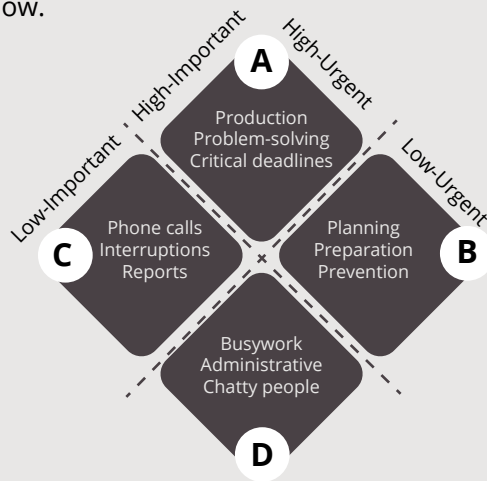 ow.
High-Important
High-Urgent
A
Production
Problem-solving
Critical deadlines
Low-Important
Low-Urgent
C
Phone calls
Interruptions
Reports
Planning
Preparation
Prevention
B
Busywork
Administrative
Chatty people
D